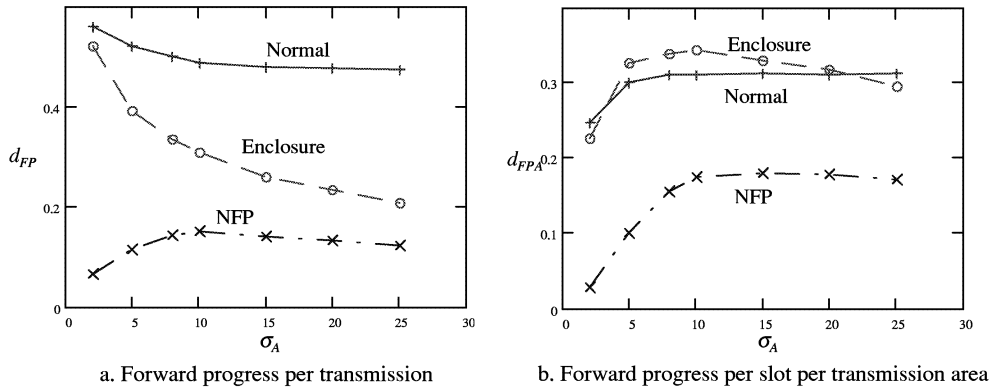 Normal
0.4
d_FP
Enclosure
0.2
NFP
0
0 5 10 15 20 25 30
σ_A
a. Forward progress per transmission
Enclosure
0.3
Normal
d_FPA
0.2
NFP
0.1
0
0 5 10 15 20 25 30
σ_A
b. Forward progress per slot per transmission area